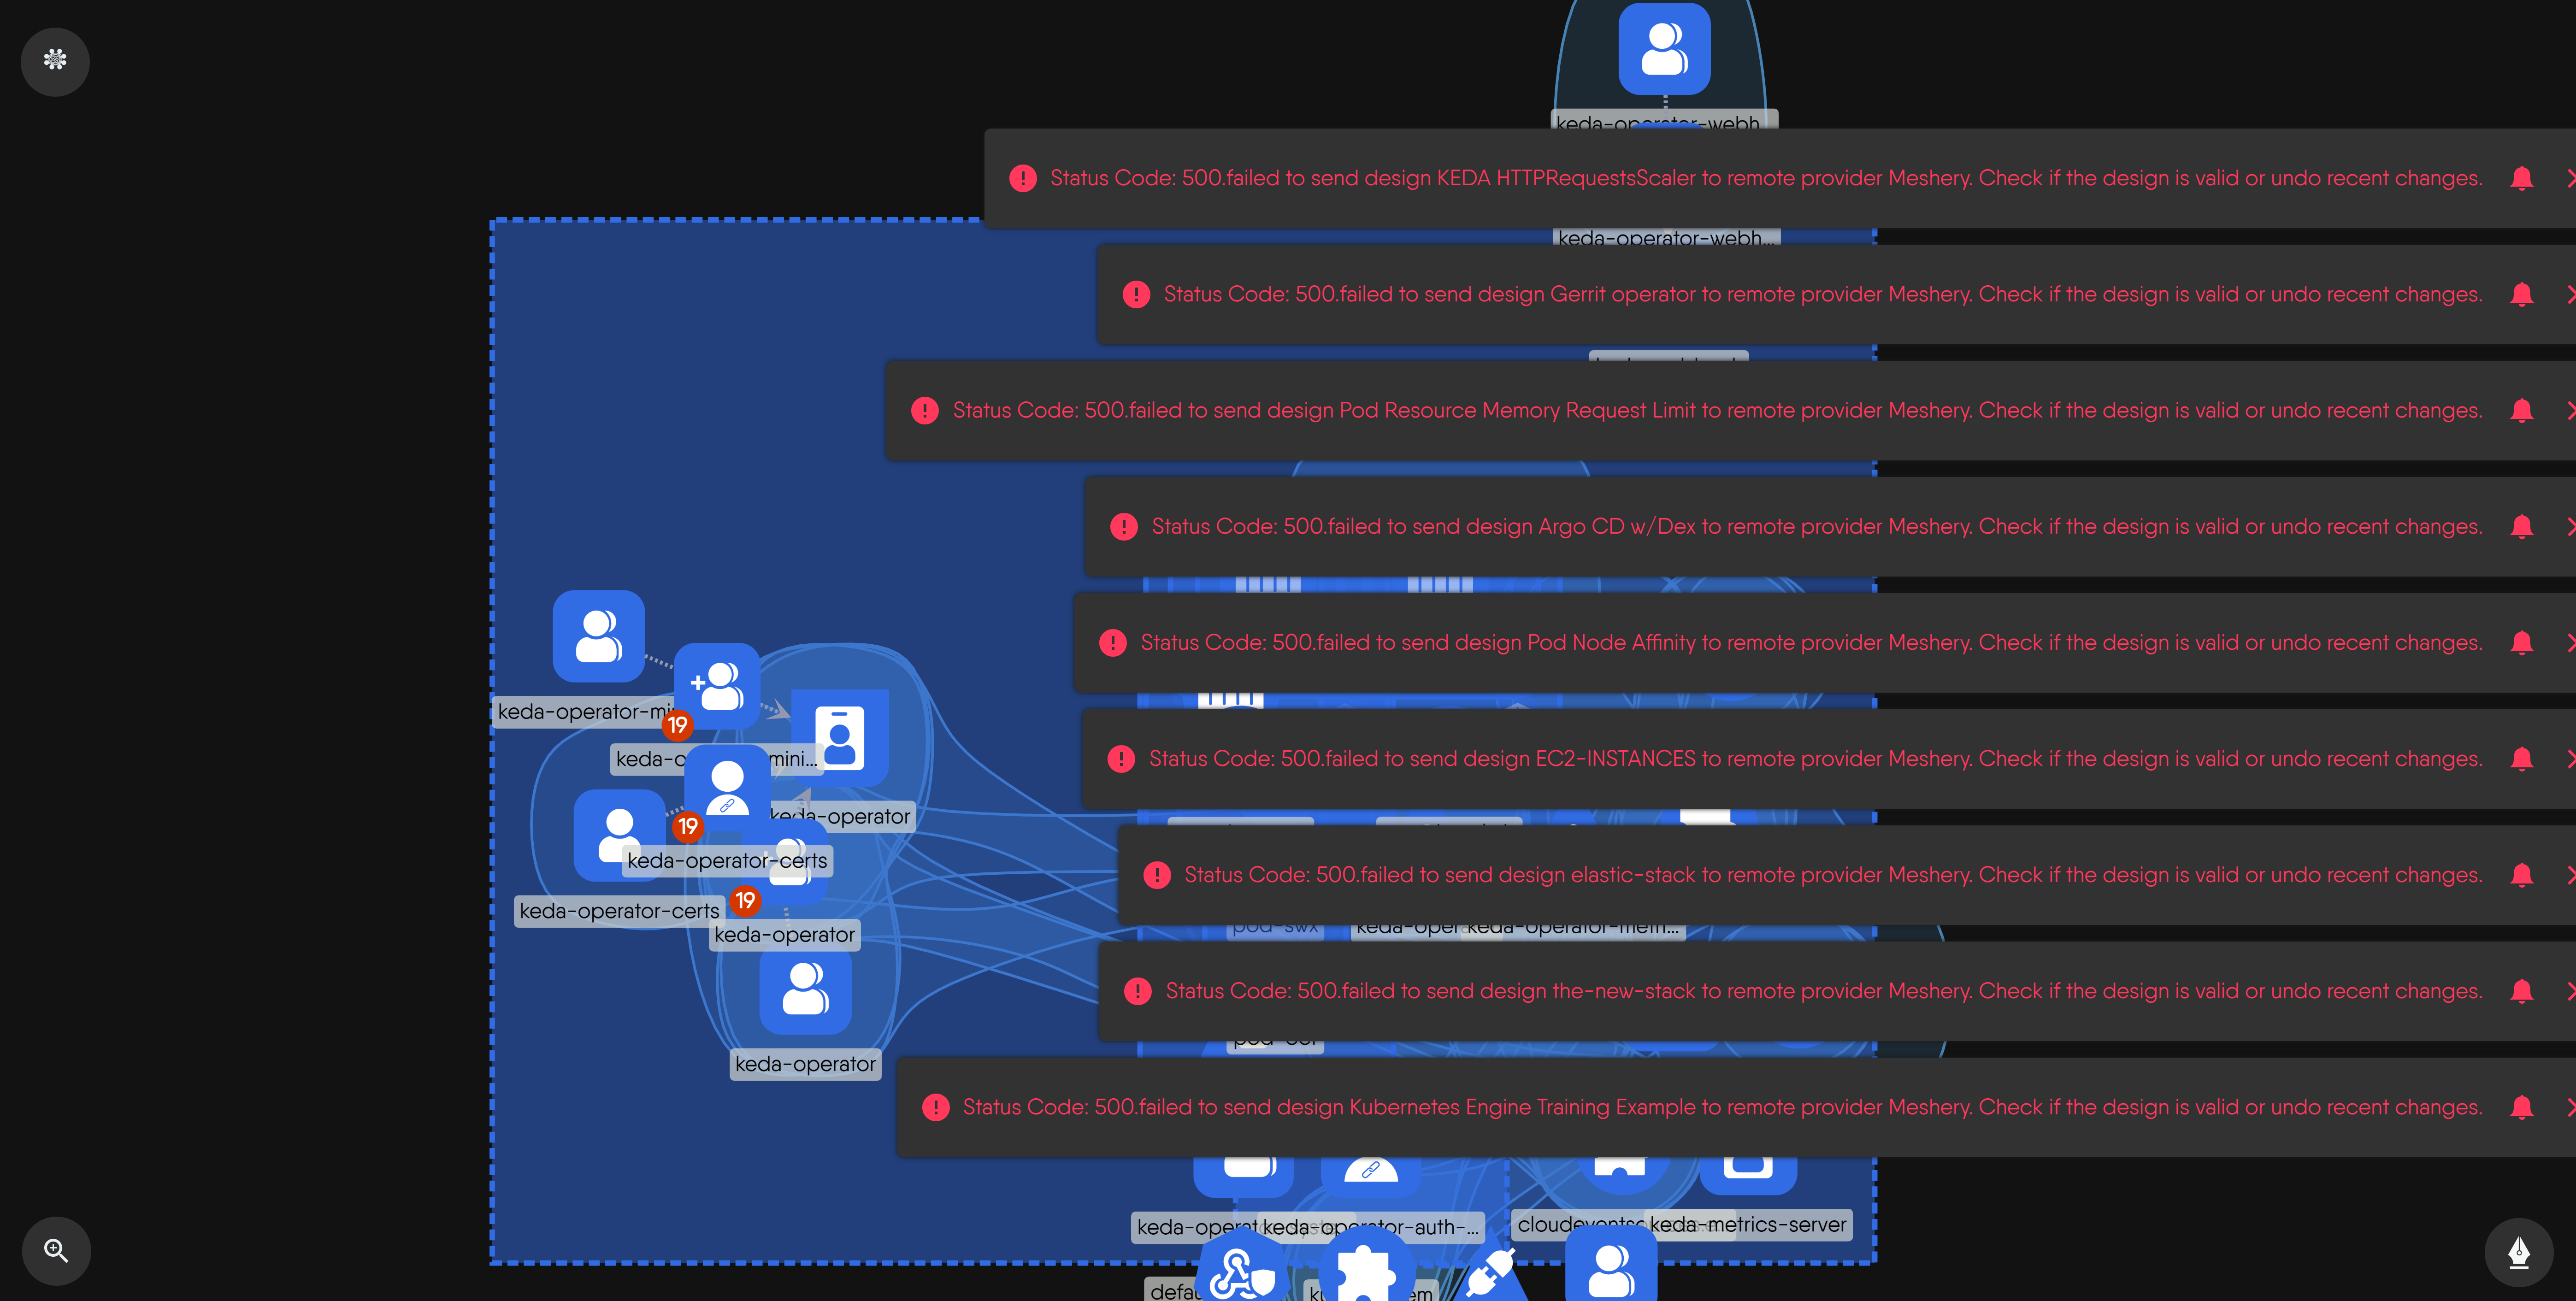 keda-operator-webh...
Status Code: 500.failed to send design KEDA HTTPRequestsScaler to remote provider Meshery. Check if the design is valid or undo recent changes.
keda-operator-webh...
Status Code: 500.failed to send design Gerrit operator to remote provider Meshery. Check if the design is valid or undo recent changes.
Status Code: 500.failed to send design Pod Resource Memory Request Limit to remote provider Meshery. Check if the design is valid or undo recent changes.
Status Code: 500.failed to send design Argo CD w/Dex to remote provider Meshery. Check if the design is valid or undo recent changes.
Status Code: 500.failed to send design Pod Node Affinity to remote provider Meshery. Check if the design is valid or undo recent changes.
keda-operator-mi
19
mini...
Status Code: 500.failed to send design EC2-INSTANCES to remote provider Meshery. Check if the design is valid or undo recent changes.
keda-operator
19
keda-operator-certs
Status Code: 500.failed to send design elastic-stack to remote provider Meshery. Check if the design is valid or undo recent changes.
19
keda-operator-certs
keda-operator
pod-swx
keda-oper
keda-operator-metri...
Status Code: 500.failed to send design the-new-stack to remote provider Meshery. Check if the design is valid or undo recent changes.
keda-operator
Status Code: 500.failed to send design Kubernetes Engine Training Example to remote provider Meshery. Check if the design is valid or undo recent changes.
keda-operator-auth-...
keda-metrics-server